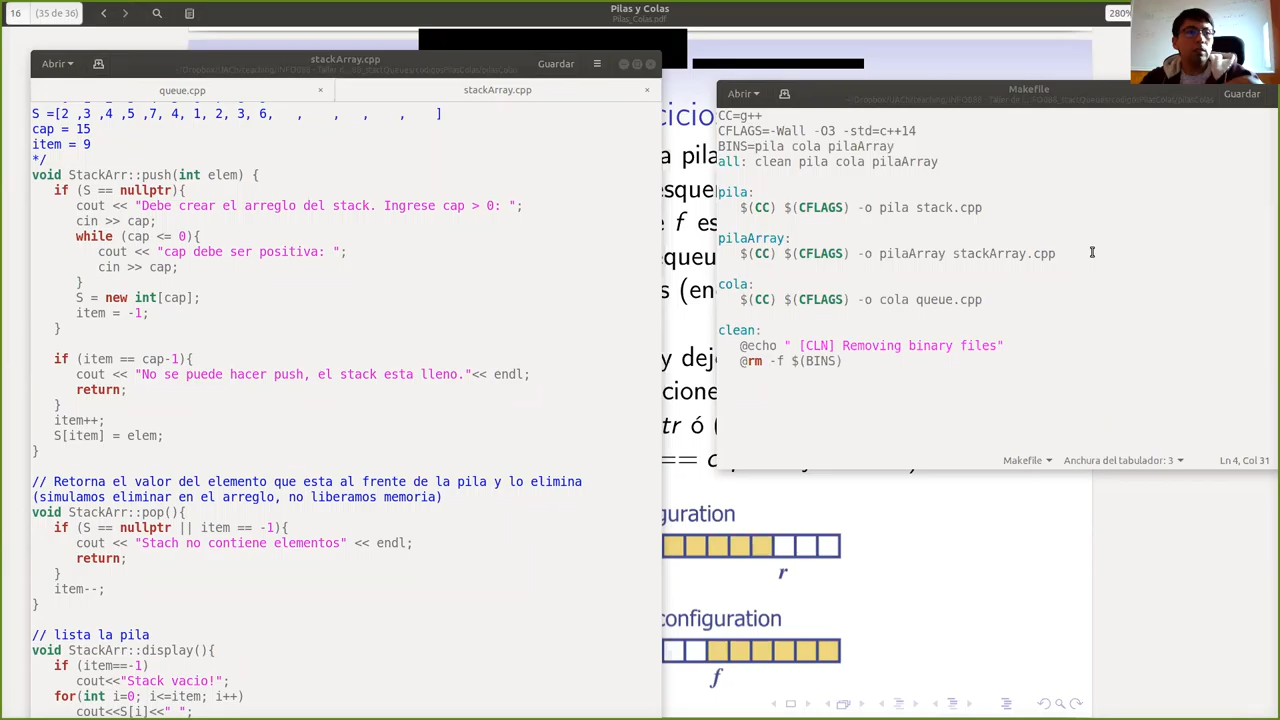 16 (35 de 36)
Pilas y Colas
Pilas_Colas.pdf
280%
Abrir
stackArray.cpp
Guardar
queue.cpp
stackArray.cpp
S =[2 ,3 ,4 ,5 ,7, 4, 1, 2, 3, 6, , , , , ]
cap = 15
item = 9
*/
void StackArr::push(int elem) {
if (S == nullptr){
cout << "Debe crear el arreglo del stack. Ingrese cap > 0: ";
cin >> cap;
while (cap <= 0){
cout << "cap debe ser positiva: ";
cin >> cap;
}
S = new int[cap];
item = -1;
}
if (item == cap-1){
cout << "No se puede hacer push, el stack esta lleno."<< endl;
return;
}
item++;
S[item] = elem;
}
// Retorna el valor del elemento que esta al frente de la pila y lo elimina
(simulamos eliminar en el arreglo, no liberamos memoria)
void StackArr::pop(){
if (S == nullptr || item == -1){
cout << "Stach no contiene elementos" << endl;
return;
}
item--;
}
// lista la pila
void StackArr::display(){
if (item==-1)
cout<<"Stack vacio!";
for(int i=0; i<=item; i++)
cout<<S[i]<<" ";
Abrir
Makefile
Guardar
CC=g++
CFLAGS=-Wall -O3 -std=c++14
BINS=pila cola pilaArray
all: clean pila cola pilaArray
pila:
$(CC) $(CFLAGS) -o pila stack.cpp
pilaArray:
$(CC) $(CFLAGS) -o pilaArray stackArray.cpp
cola:
$(CC) $(CFLAGS) -o cola queue.cpp
clean:
@echo " [CLN] Removing binary files"
@rm -f $(BINS)
Makefile Anchura del tabulador: 3 Ln 4, Col 31
r
f